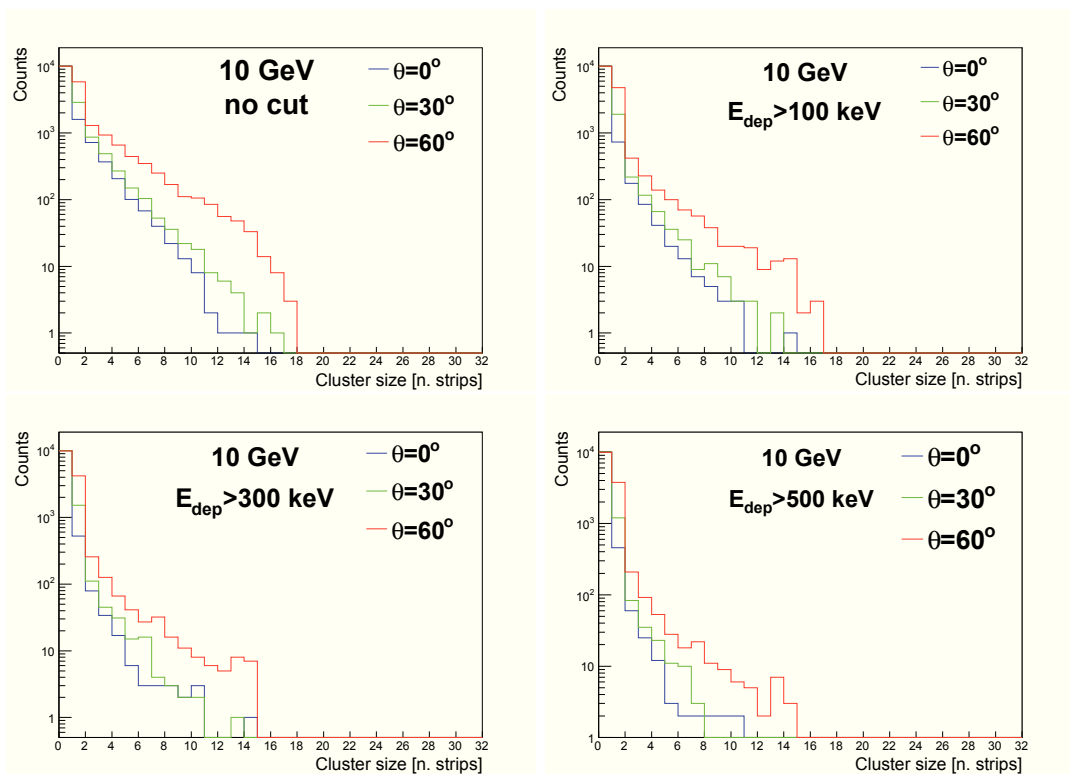 Counts
10 GeV
no cut
θ=0°
θ=30°
θ=60°
10⁴
10³
10²
10
1
0 2 4 6 8 10 12 14 16 18 20 22 24 26 28 30 32
Cluster size [n. strips]
Counts
10 GeV
E_dep>100 keV
θ=0°
θ=30°
θ=60°
10⁴
10³
10²
10
1
0 2 4 6 8 10 12 14 16 18 20 22 24 26 28 30 32
Cluster size [n. strips]
Counts
10 GeV
E_dep>300 keV
θ=0°
θ=30°
θ=60°
10⁴
10³
10²
10
1
0 2 4 6 8 10 12 14 16 18 20 22 24 26 28 30 32
Cluster size [n. strips]
Counts
10 GeV
E_dep>500 keV
θ=0°
θ=30°
θ=60°
10⁴
10³
10²
10
1
0 2 4 6 8 10 12 14 16 18 20 22 24 26 28 30 32
Cluster size [n. strips]